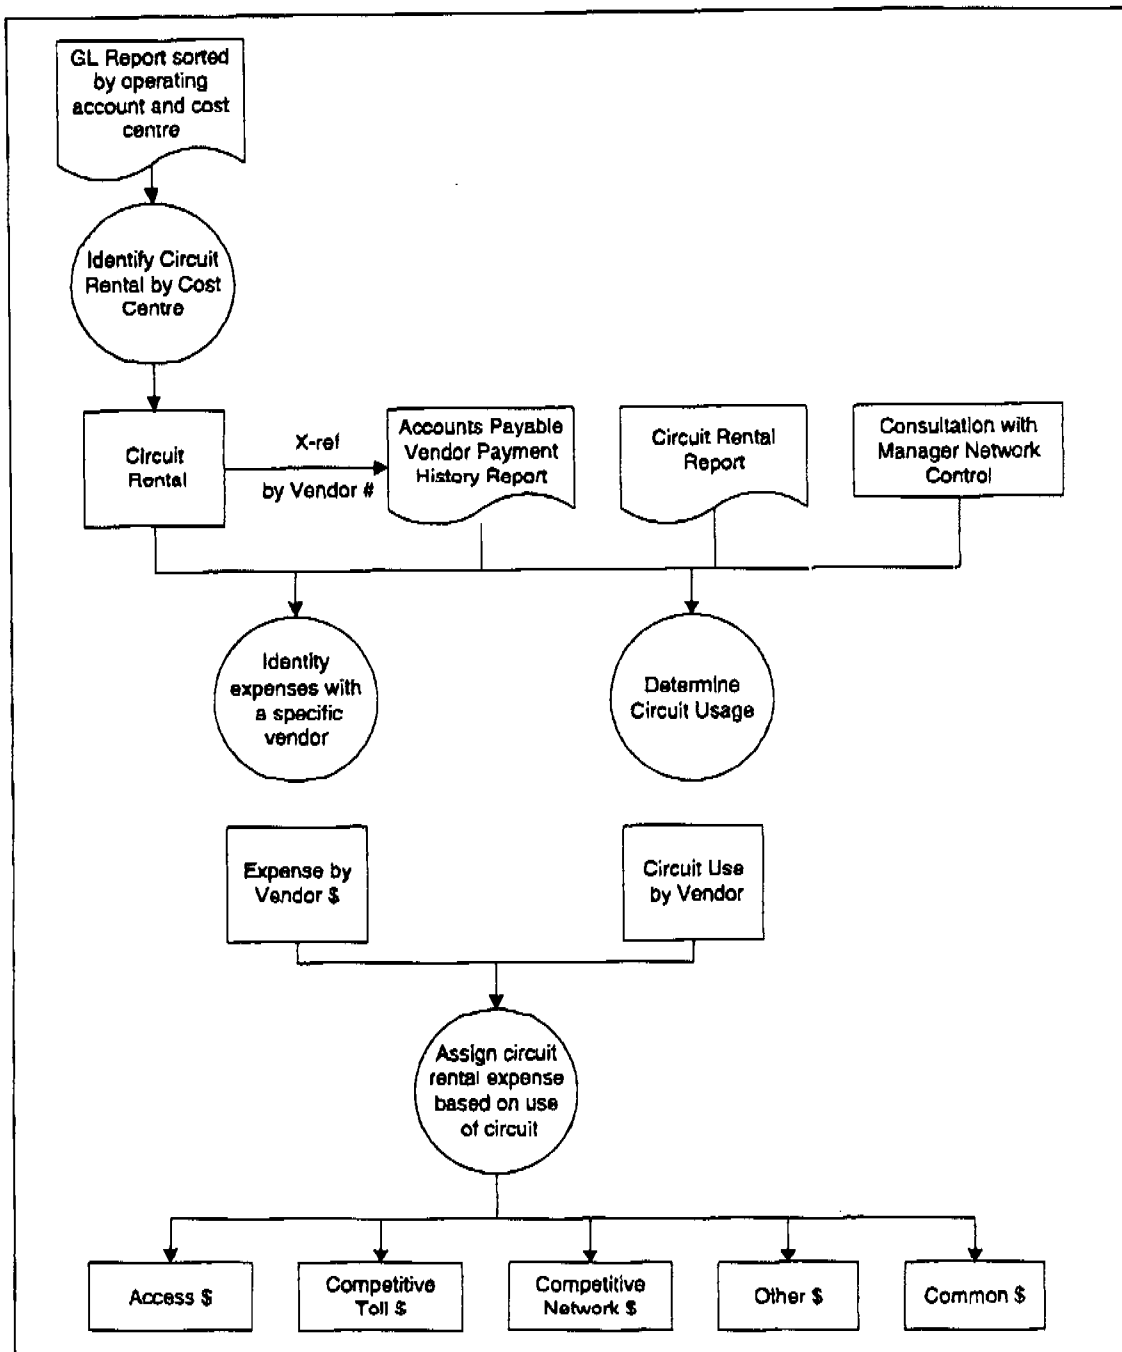 GL Report sorted
by operating
account and cost
centre
Identify Circuit
Rental by Cost
Centre
Circuit
Rental
X-ref
by Vendor #
Accounts Payable
Vendor Payment
History Report
Circuit Rental
Report
Consultation with
Manager Network
Control
Identity
expenses with
a specific
vendor
Determine
Circuit Usage
Expense by
Vendor $
Circuit Use
by Vendor
Assign circuit
rental expense
based on use
of circuit
Access $
Competitive
Toll $
Competitive
Network $
Other $
Common $